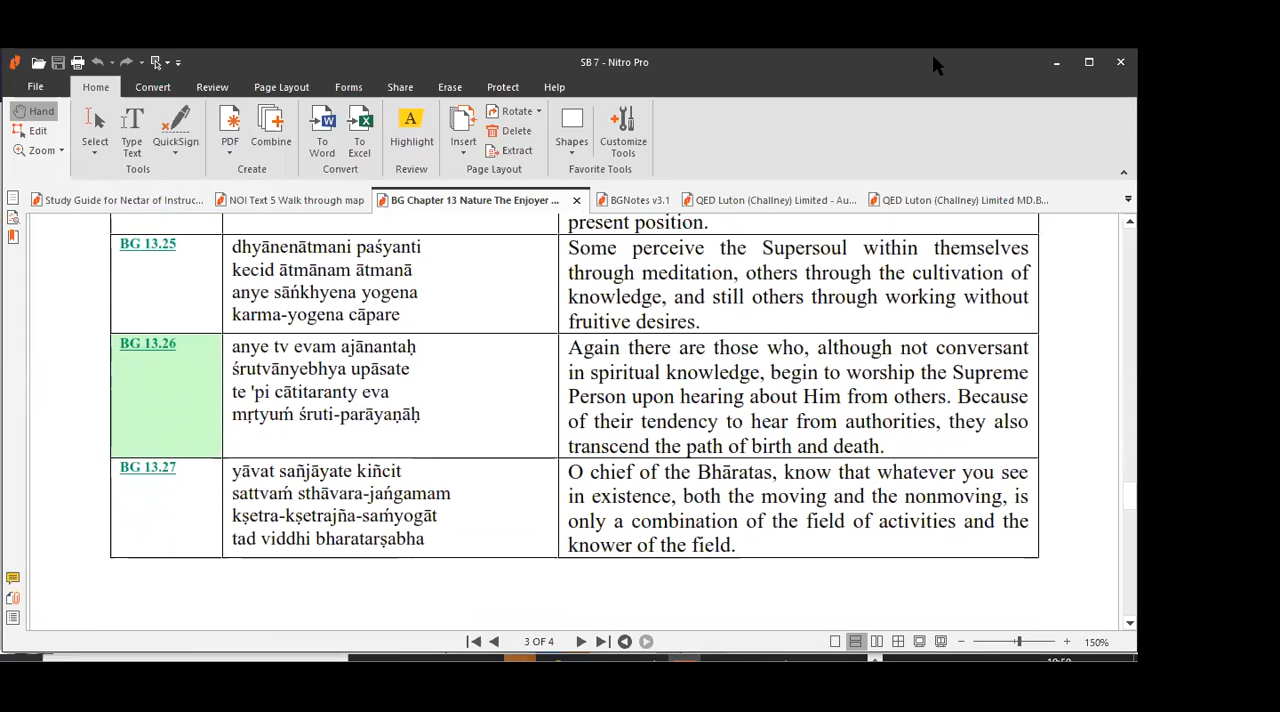 SB 7 - Nitro Pro
File Home Convert Review Page Layout Forms Share Erase Review Protect Help
Hand
Edit
Zoom
Select
Type Text
QuickSign
Tools
PDF
Combine
Create
To Word
To Excel
Convert
Highlight
Review
Insert
Rotate
Delete
Extract
Page Layout
Shapes
Customize Tools
Favorite Tools
Study Guide for Nectar of Instruc...
NOI Text 5 Walk through map
BG Chapter 13 Nature The Enjoyer ...
BGNotes v3.1
QED Luton (Challney) Limited - Au...
QED Luton (Challney) Limited MD.B...
present position.
BG 13.25
dhyānenātmani paśyanti
kecid ātmānam ātmanā
anye sāṅkhyena yogena
karma-yogena cāpare
Some perceive the Supersoul within themselves
through meditation, others through the cultivation of
knowledge, and still others through working without
fruitive desires.
BG 13.26
anye tv evam ajānantaḥ
śrutvānyebhya upāsate
te 'pi cātitaranty eva
mṛtyuḿ śruti-parāyaṇāḥ
Again there are those who, although not conversant
in spiritual knowledge, begin to worship the Supreme
Person upon hearing about Him from others. Because
of their tendency to hear from authorities, they also
transcend the path of birth and death.
BG 13.27
yāvat sañjāyate kiñcit
sattvaḿ sthāvara-jańgamam
kṣetra-kṣetrajña-saḿyogāt
tad viddhi bharatarṣabha
O chief of the Bhāratas, know that whatever you see
in existence, both the moving and the nonmoving, is
only a combination of the field of activities and the
knower of the field.
3 OF 4
150%